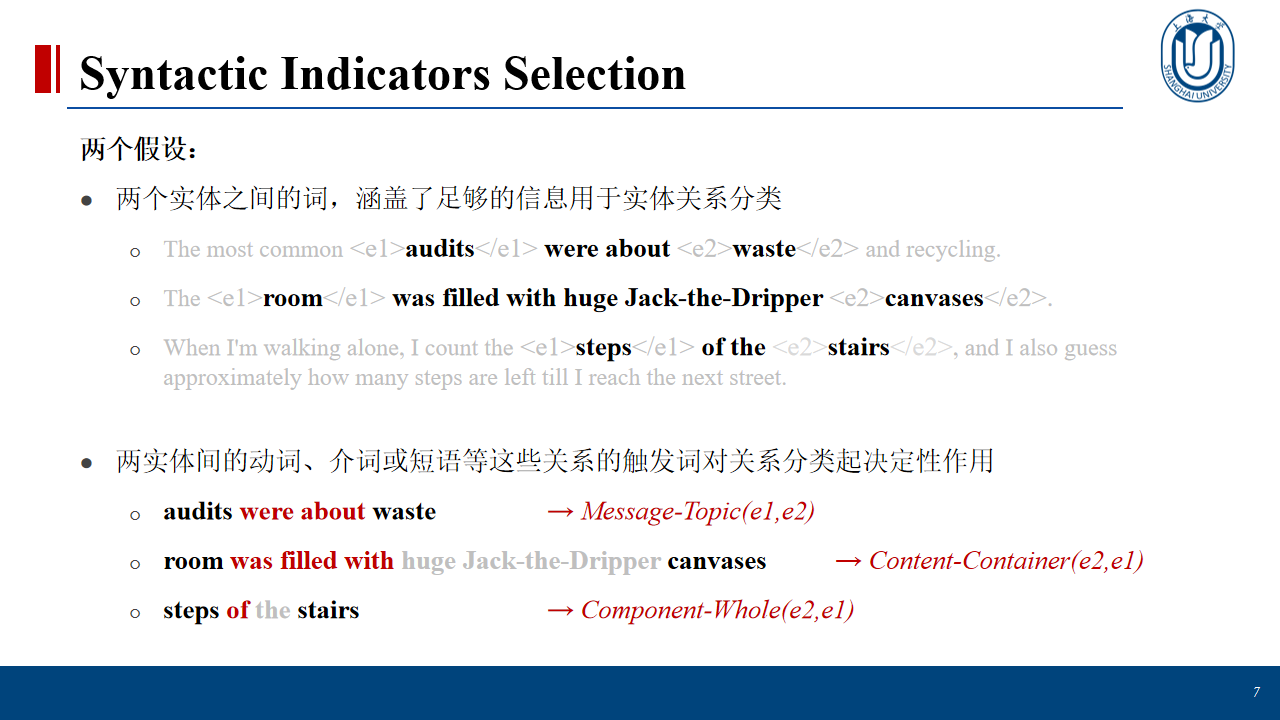 Syntactic Indicators Selection
上海大学
SHANGHAI UNIVERSITY
两个假设：
● 两个实体之间的词，涵盖了足够的信息用于实体关系分类
o The most common <e1>audits</e1> were about <e2>waste</e2> and recycling.
o The <e1>room</e1> was filled with huge Jack-the-Dripper <e2>canvases</e2>.
o When I'm walking alone, I count the <e1>steps</e1> of the <e2>stairs</e2>, and I also guess
approximately how many steps are left till I reach the next street.
● 两实体间的动词、介词或短语等这些关系的触发词对关系分类起决定性作用
o audits were about waste → Message-Topic(e1,e2)
o room was filled with huge Jack-the-Dripper canvases → Content-Container(e2,e1)
o steps of the stairs → Component-Whole(e2,e1)
7